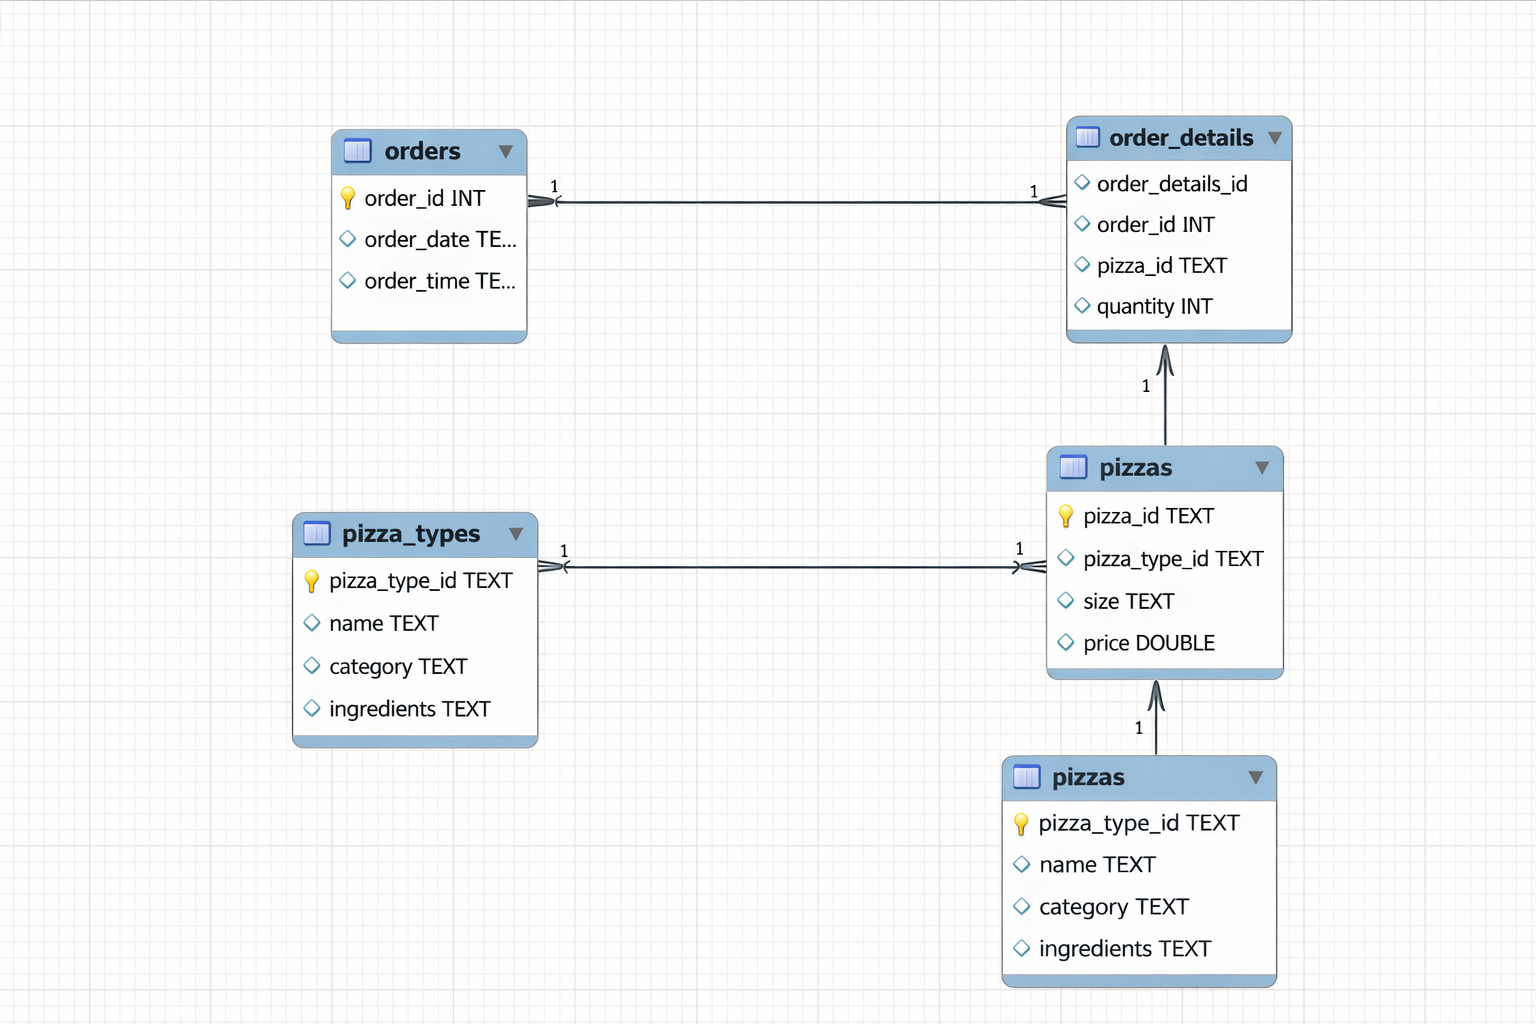 orders
order_id INT
order_date TE...
order_time TE...
1
1
order_details
order_details_id
order_id INT
pizza_id TEXT
quantity INT
1
pizzas
pizza_id TEXT
pizza_type_id TEXT
size TEXT
price DOUBLE
pizza_types
pizza_type_id TEXT
name TEXT
category TEXT
ingredients TEXT
1
1
1
pizzas
pizza_type_id TEXT
name TEXT
category TEXT
ingredients TEXT